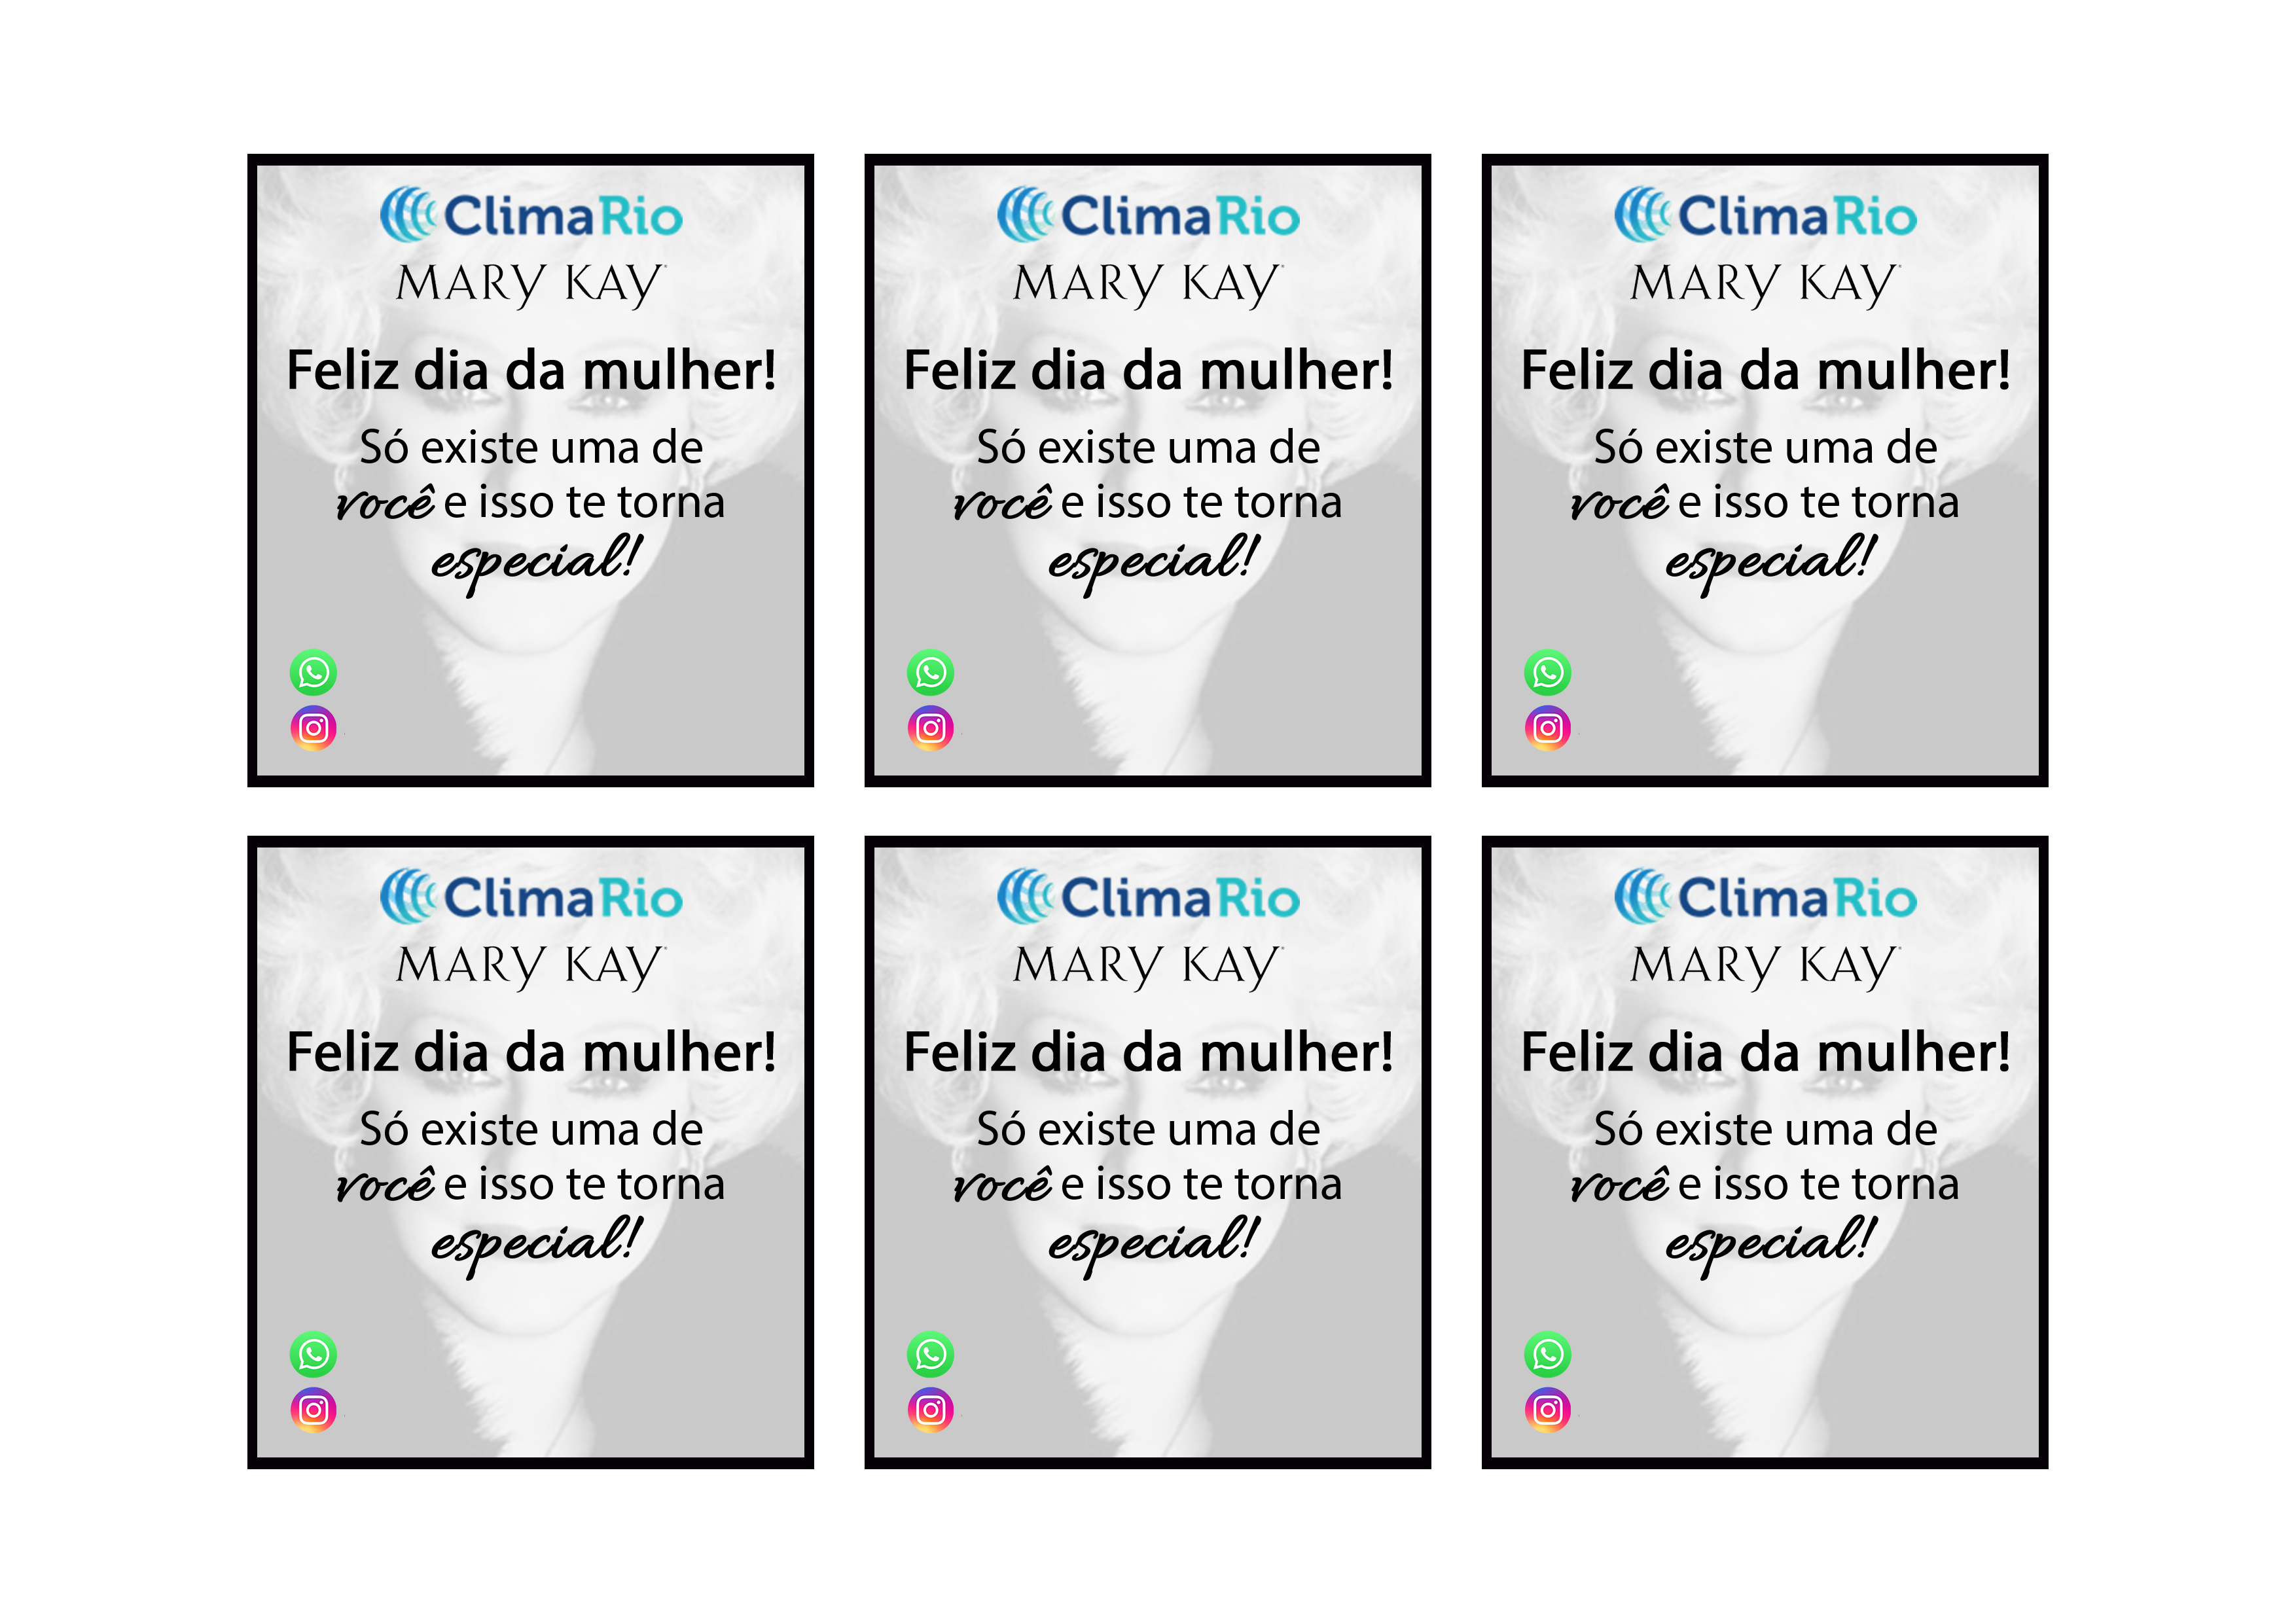 ClimaRio
MARY KAY
Feliz dia da mulher!
Só existe uma de
você e isso te torna
especial!
ClimaRio
MARY KAY
Feliz dia da mulher!
Só existe uma de
você e isso te torna
especial!
ClimaRio
MARY KAY
Feliz dia da mulher!
Só existe uma de
você e isso te torna
especial!
ClimaRio
MARY KAY
Feliz dia da mulher!
Só existe uma de
você e isso te torna
especial!
ClimaRio
MARY KAY
Feliz dia da mulher!
Só existe uma de
você e isso te torna
especial!
ClimaRio
MARY KAY
Feliz dia da mulher!
Só existe uma de
você e isso te torna
especial!